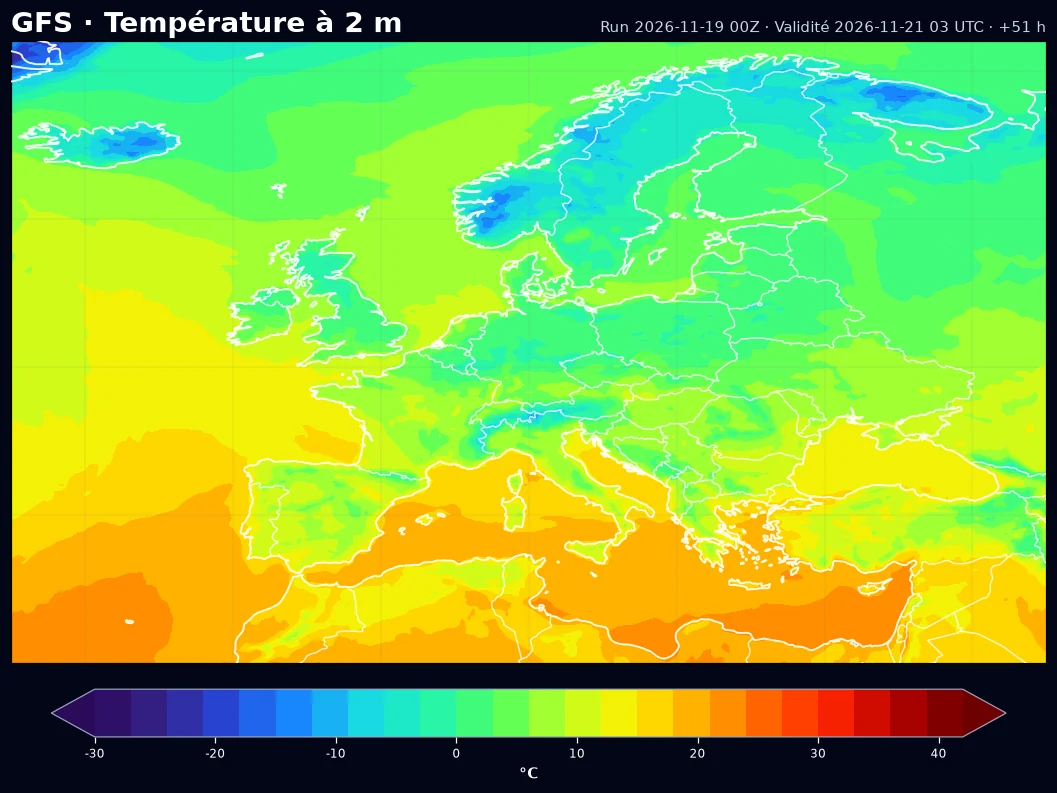 GFS · Température à 2 m
Run 2026-11-19 00Z · Validité 2026-11-21 03 UTC · +51 h
-30 -20 -10 0 10 20 30 40
°C